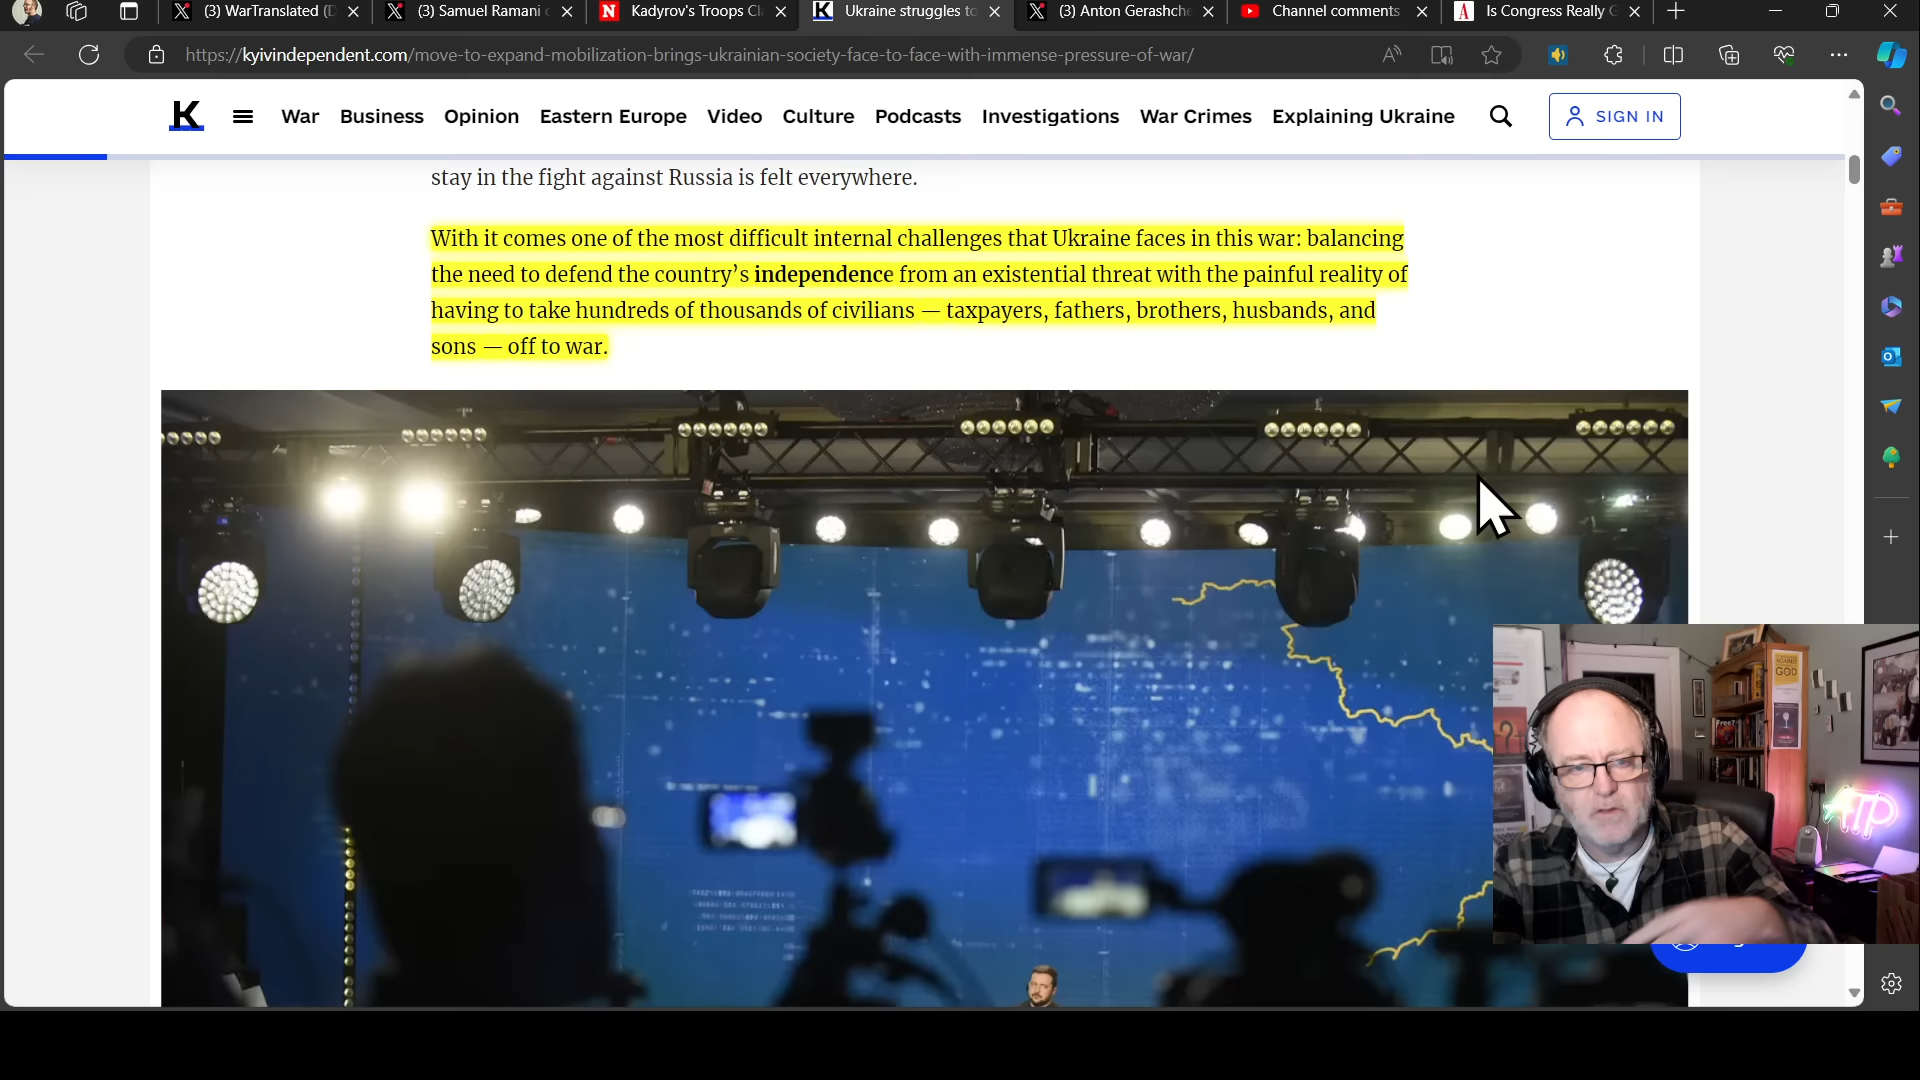 (3) WarTranslated (D
(3) Samuel Ramani
Kadyrov's Troops Cl
Ukraine struggles to
(3) Anton Gerashche
Channel comments
Is Congress Really G
https://kyivindependent.com/move-to-expand-mobilization-brings-ukrainian-society-face-to-face-with-immense-pressure-of-war/
K
War Business Opinion Eastern Europe Video Culture Podcasts Investigations War Crimes Explaining Ukraine
SIGN IN
stay in the fight against Russia is felt everywhere.
With it comes one of the most difficult internal challenges that Ukraine faces in this war: balancing
the need to defend the country’s independence from an existential threat with the painful reality of
having to take hundreds of thousands of civilians — taxpayers, fathers, brothers, husbands, and
sons — off to war.
AGAINST
GOD
Free?
ATP